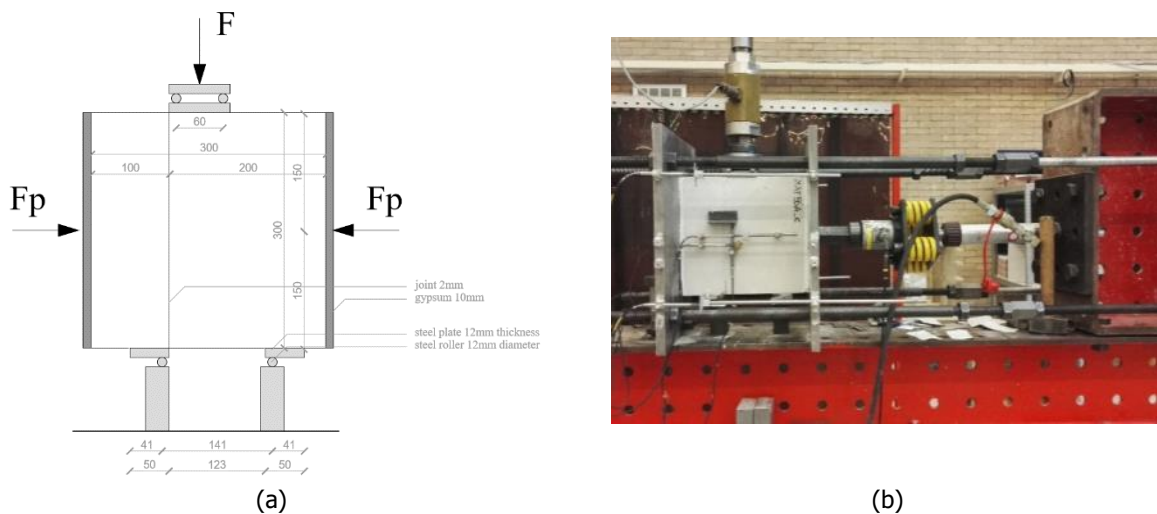 F
60
300
100
200
150
Fp
Fp
300
150
joint 2mm
gypsum 10mm
steel plate 12mm thickness
steel roller 12mm diameter
41
141
41
50
123
50
(a)
(b)